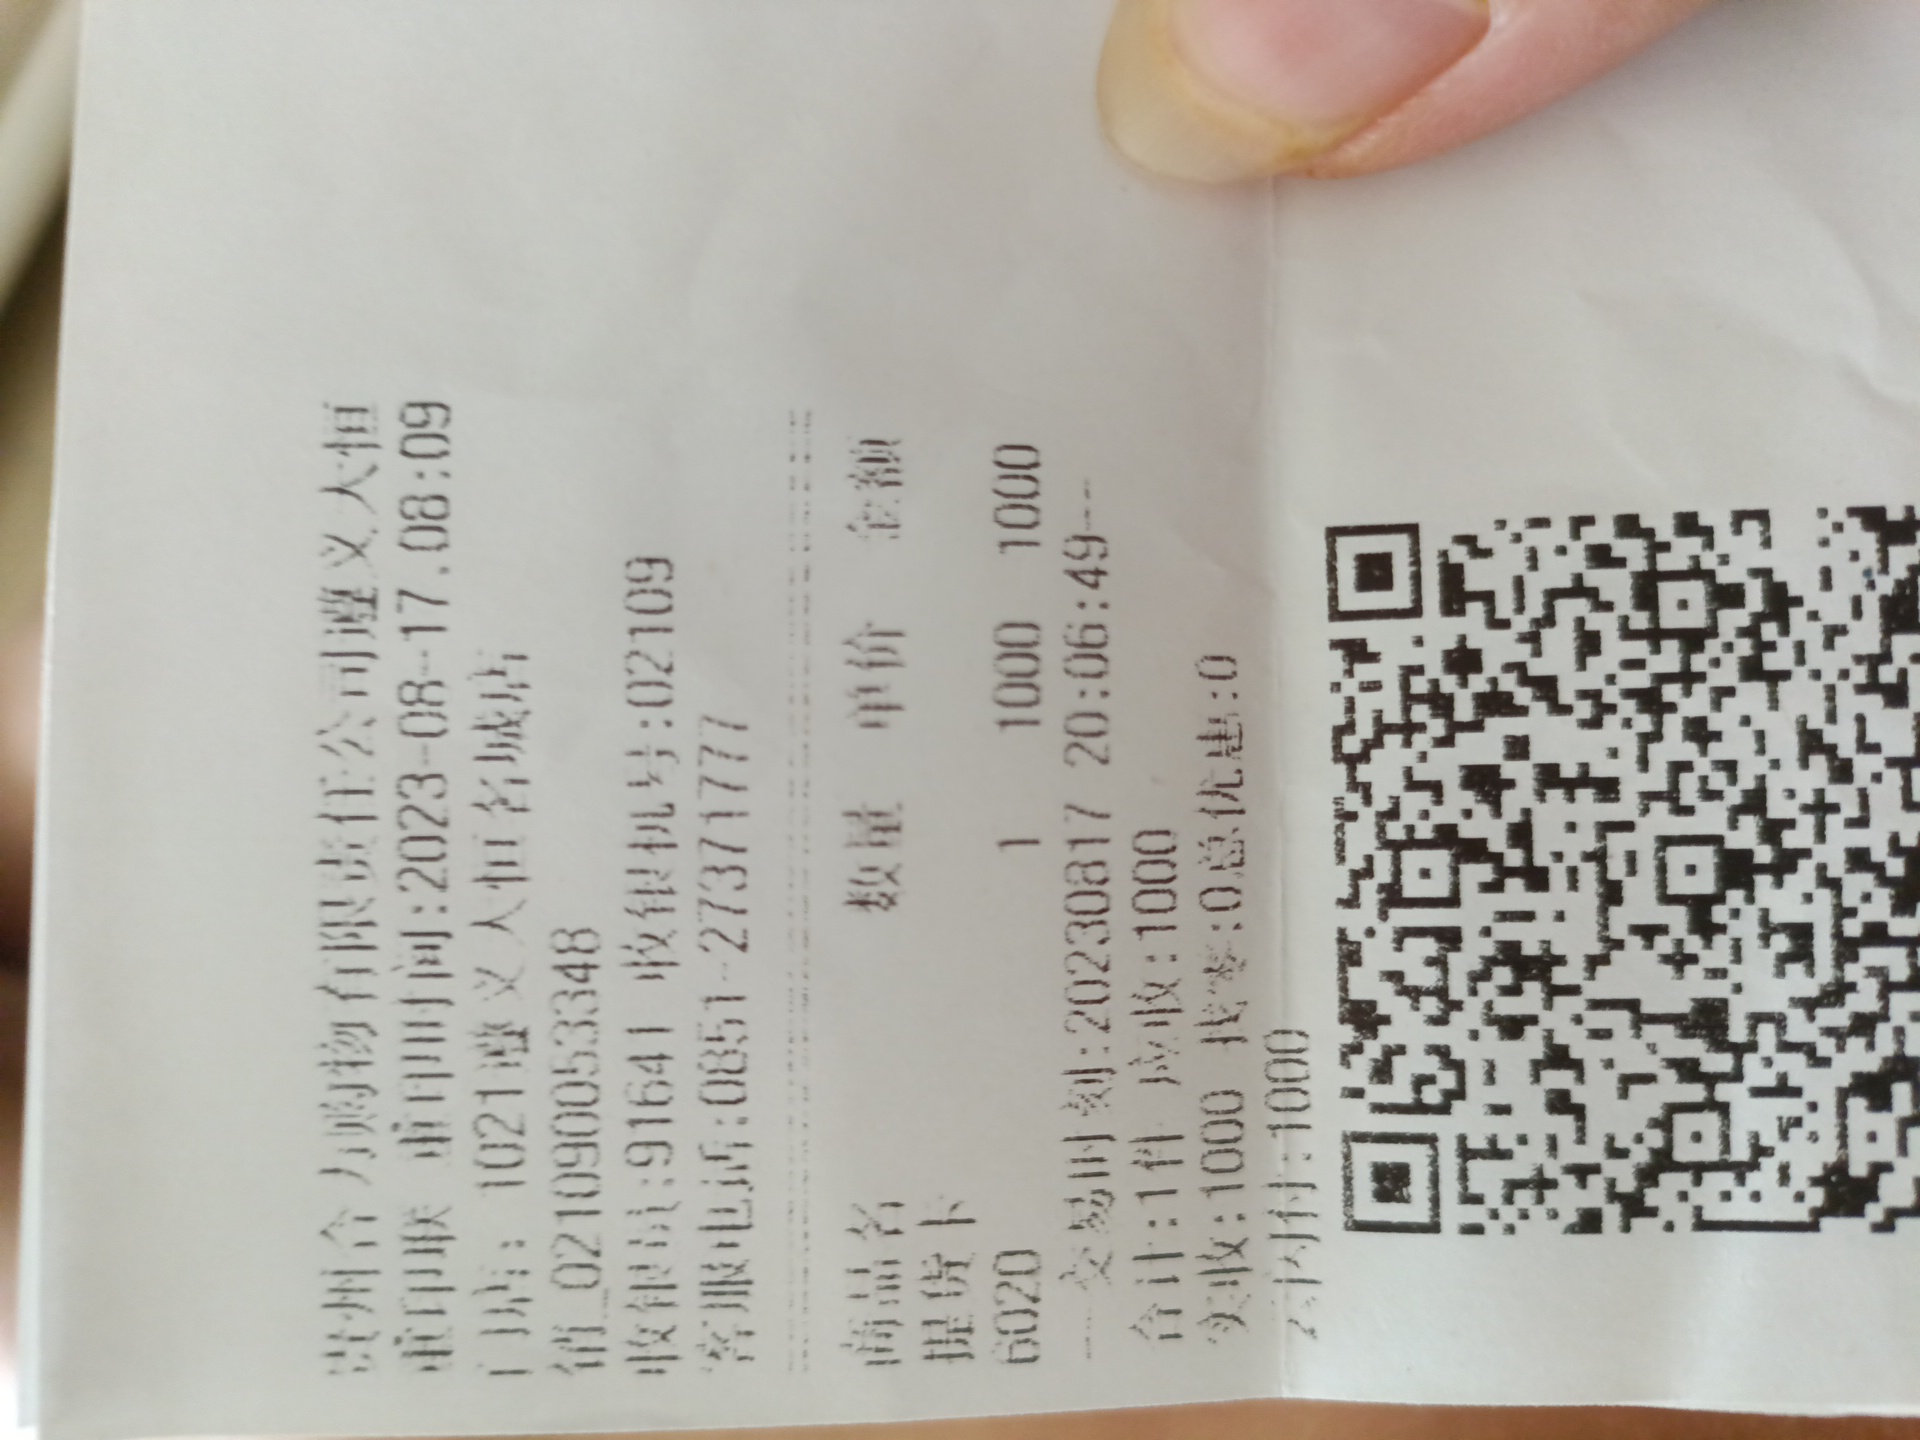 贵州合力购物有限责任公司遵义大恒
重印联 重印时间:2023-08-17.08:09
门店: 1021遵义大恒名城店
销_021090053348
收银员:91641 收银机号:02109
客服电话:0851-27371777
商品名 数量 单价 金额
提货卡
6020 1 1000 1000
---交易时刻:20230817 20:06:49---
合计:1件 应收:1000
实收:1000 找零:0总优惠:0
:1000